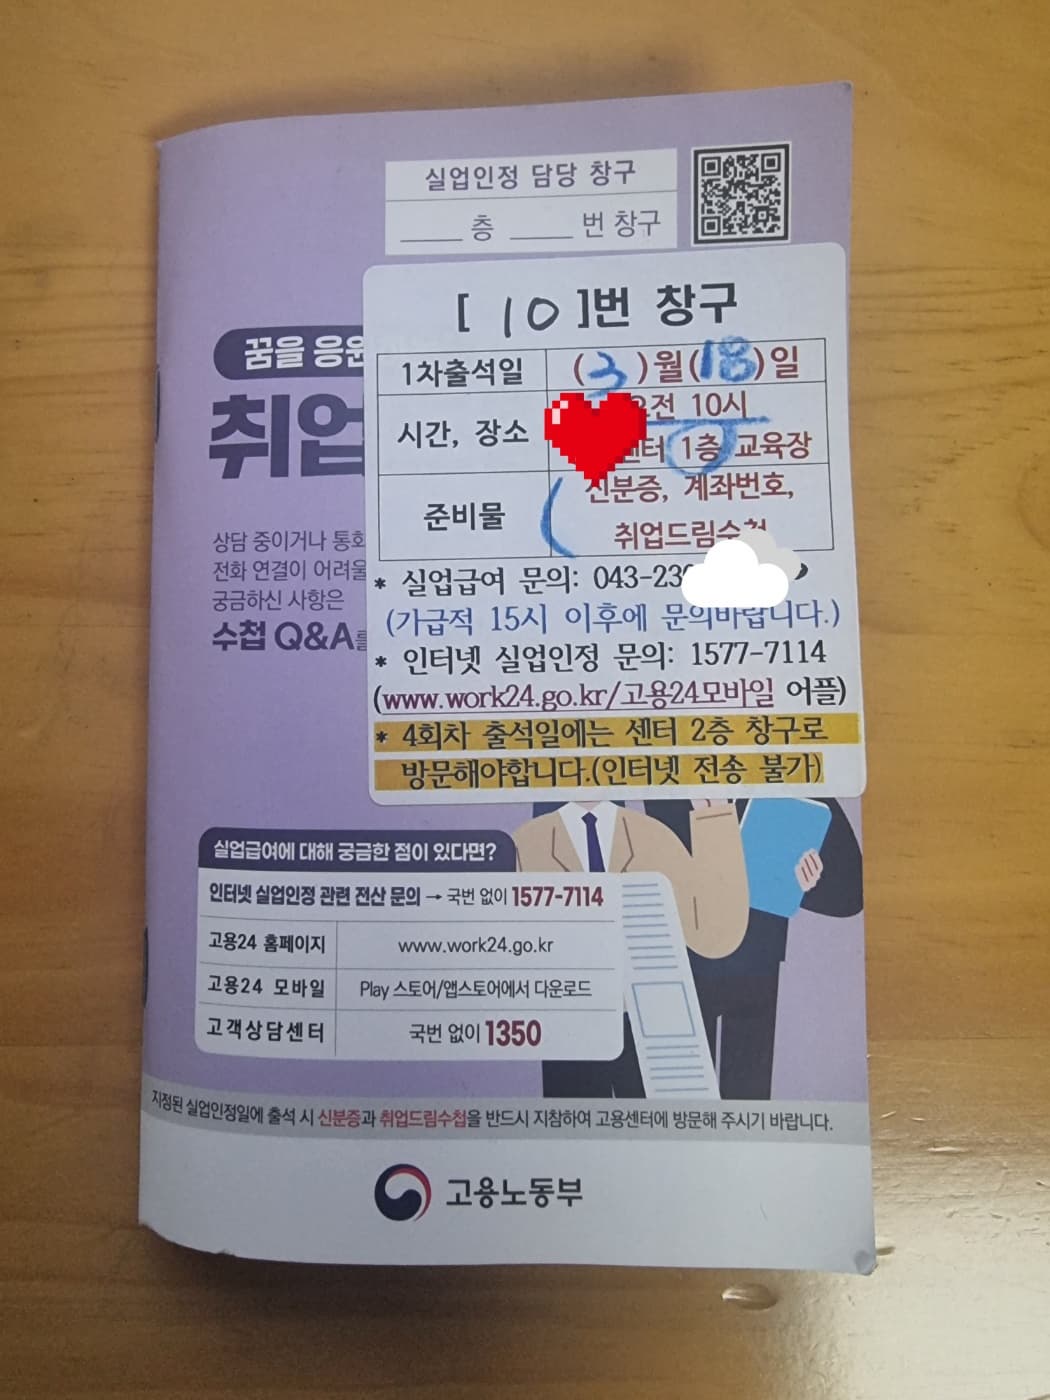 실업인정 담당 창구
____ 층 ____ 번 창구
[ 10 ]번 창구
1차출석일 (3)월(18)일
시간, 장소 오전 10시
센터 1층 교육장
준비물 신분증, 계좌번호,
취업드림수첩
* 실업급여 문의: 043-23
(가급적 15시 이후에 문의바랍니다.)
* 인터넷 실업인정 문의: 1577-7114
(www.work24.go.kr/고용24모바일 어플)
* 4회차 출석일에는 센터 2층 창구로
방문해야합니다.(인터넷 전송 불가)
꿈을 응원
취업
상담 중이거나 통화
전화 연결이 어려울
궁금하신 사항은
수첩 Q&A를
실업급여에 대해 궁금한 점이 있다면?
인터넷 실업인정 관련 전산 문의 → 국번 없이 1577-7114
고용24 홈페이지 www.work24.go.kr
고용24 모바일 Play 스토어/앱스토어에서 다운로드
고객상담센터 국번 없이 1350
지정된 실업인정일에 출석 시 신분증과 취업드림수첩을 반드시 지참하여 고용센터에 방문해 주시기 바랍니다.
고용노동부